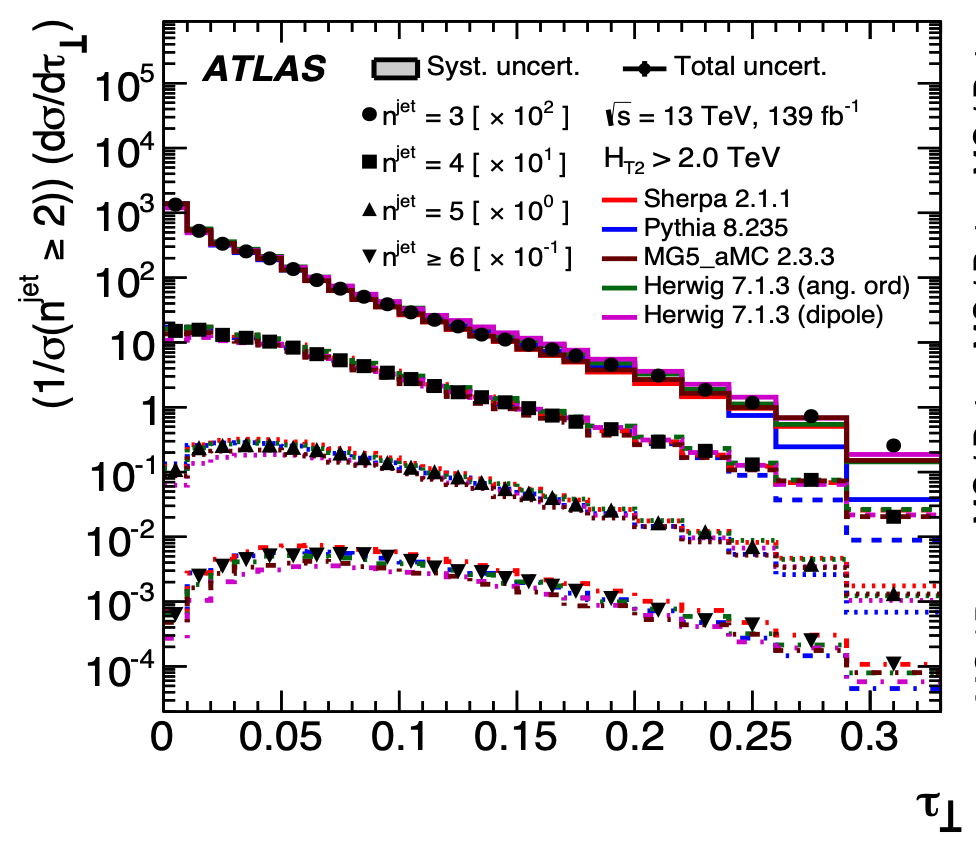 (1/σ(n^jet ≥ 2)) (dσ/dτ_⊥)
ATLAS
Syst. uncert.
Total uncert.
n^jet = 3 [ × 10^2 ]
n^jet = 4 [ × 10^1 ]
n^jet = 5 [ × 10^0 ]
n^jet ≥ 6 [ × 10^-1 ]
√s = 13 TeV, 139 fb^-1
H_T2 > 2.0 TeV
Sherpa 2.1.1
Pythia 8.235
MG5_aMC 2.3.3
Herwig 7.1.3 (ang. ord)
Herwig 7.1.3 (dipole)
10^5
10^4
10^3
10^2
10
1
10^-1
10^-2
10^-3
10^-4
0 0.05 0.1 0.15 0.2 0.25 0.3
τ_⊥